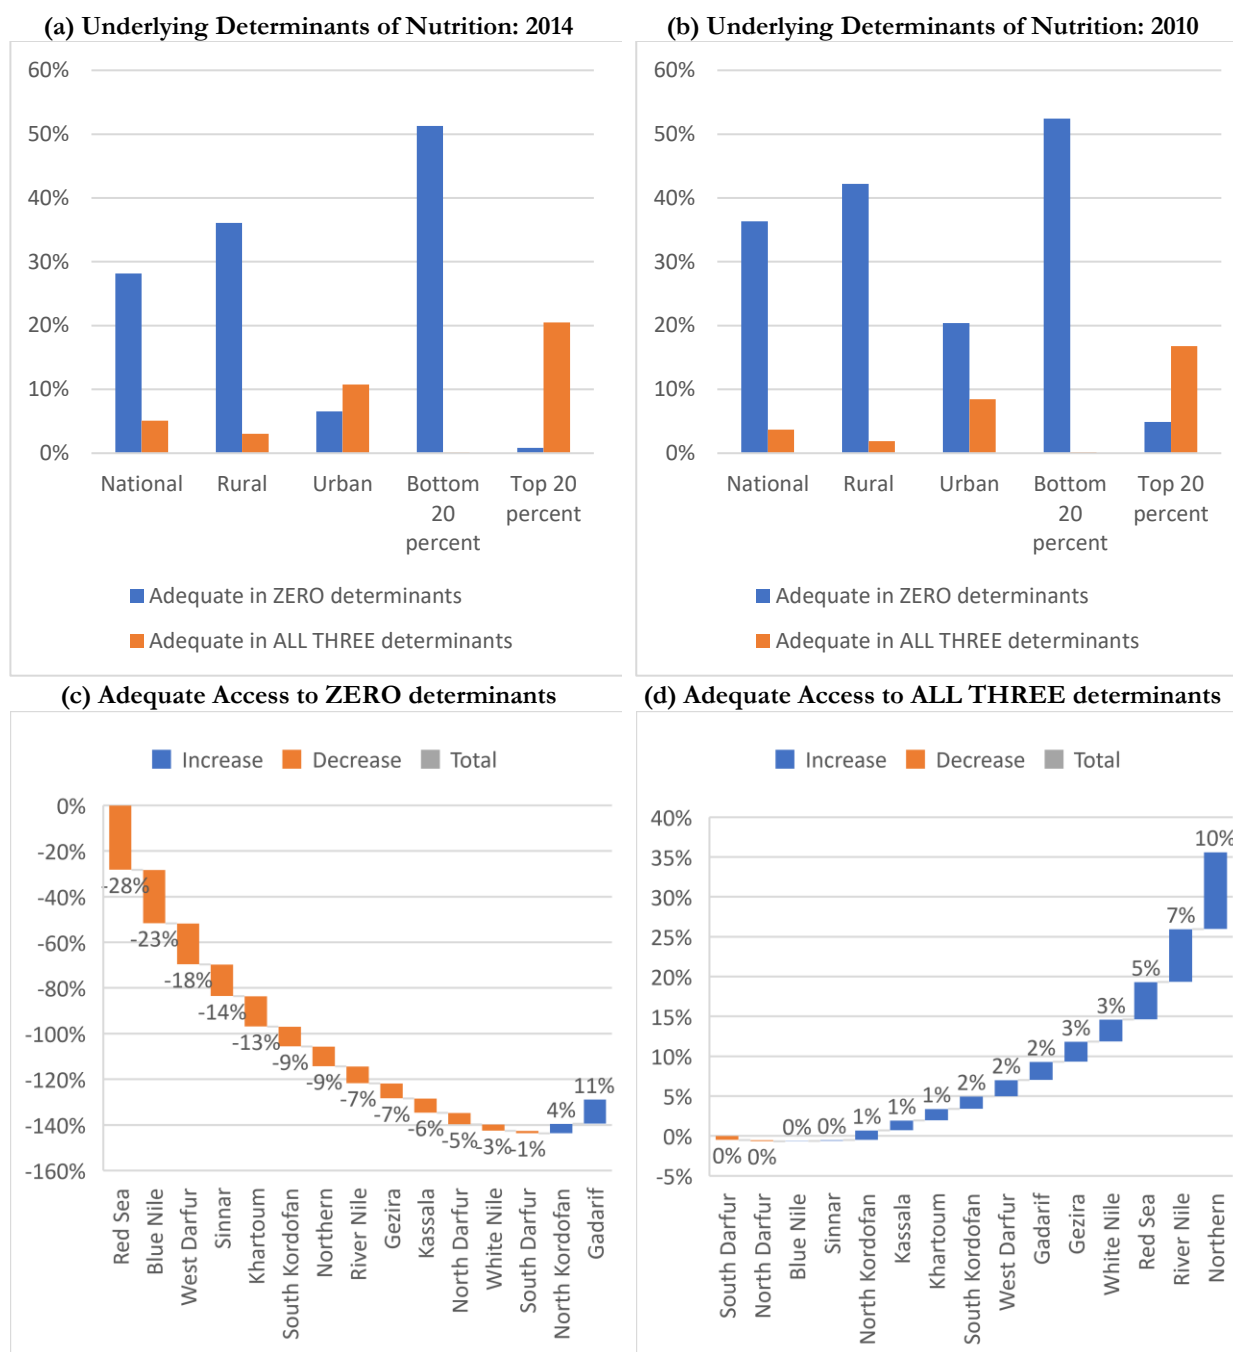 (a) Underlying Determinants of Nutrition: 2014
60%
50%
40%
30%
20%
10%
0%
National
Rural
Urban
Bottom
20
percent
Top 20
percent
Adequate in ZERO determinants
Adequate in ALL THREE determinants
(b) Underlying Determinants of Nutrition: 2010
60%
50%
40%
30%
20%
10%
0%
National
Rural
Urban
Bottom
20
percent
Top 20
percent
Adequate in ZERO determinants
Adequate in ALL THREE determinants
(c) Adequate Access to ZERO determinants
Increase Decrease Total
0%
-20%
-40%
-60%
-80%
-100%
-120%
-140%
-160%
-28%
-23%
-18%
-14%
-13%
-9%
-9%
-7%
-7%
-6%
-5%
-3%
-1%
4%
11%
Red Sea
Blue Nile
West Darfur
Sinnar
Khartoum
South Kordofan
Northern
River Nile
Gezira
Kassala
North Darfur
White Nile
South Darfur
North Kordofan
Gadarif
(d) Adequate Access to ALL THREE determinants
Increase Decrease Total
40%
35%
30%
25%
20%
15%
10%
5%
0%
-5%
0%
0%
0%
0%
1%
1%
1%
2%
2%
2%
3%
3%
5%
7%
10%
South Darfur
North Darfur
Blue Nile
Sinnar
North Kordofan
Kassala
Khartoum
South Kordofan
West Darfur
Gadarif
Gezira
White Nile
Red Sea
River Nile
Northern